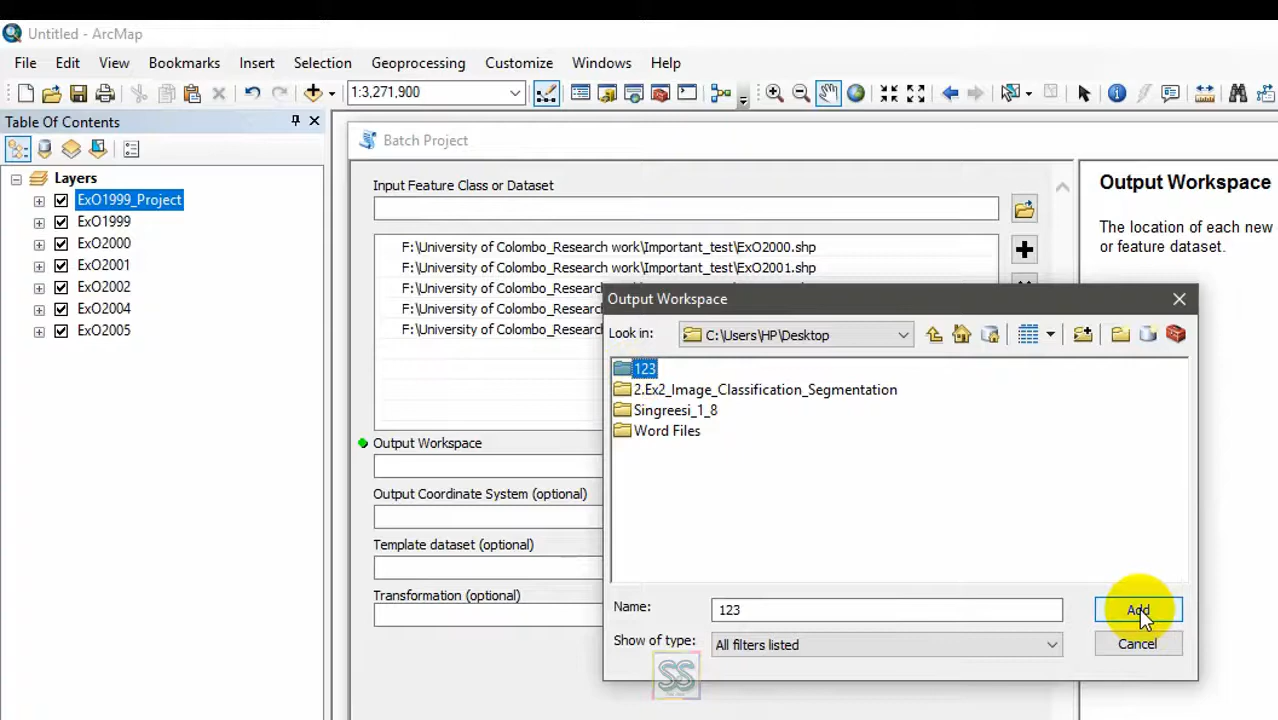 Untitled - ArcMap
File Edit View Bookmarks Insert Selection Geoprocessing Customize Windows Help
1:3,271,900
Table Of Contents
Layers
ExO1999_Project
ExO1999
ExO2000
ExO2001
ExO2002
ExO2004
ExO2005
Batch Project
Input Feature Class or Dataset
F:\University of Colombo_Research work\Important_test\ExO2000.shp
F:\University of Colombo_Research work\Important_test\ExO2001.shp
F:\University of Colombo_Resear
F:\University of Colombo_Resear
F:\University of Colombo_Resear
Output Workspace
Output Coordinate System (optional)
Template dataset (optional)
Transformation (optional)
Output Workspace
Look in: C:\Users\HP\Desktop
123
2.Ex2_Image_Classification_Segmentation
Singreesi_1_8
Word Files
Name: 123 Add
Show of type: All filters listed Cancel
SS
Output Workspace
The location of each new
or feature dataset.